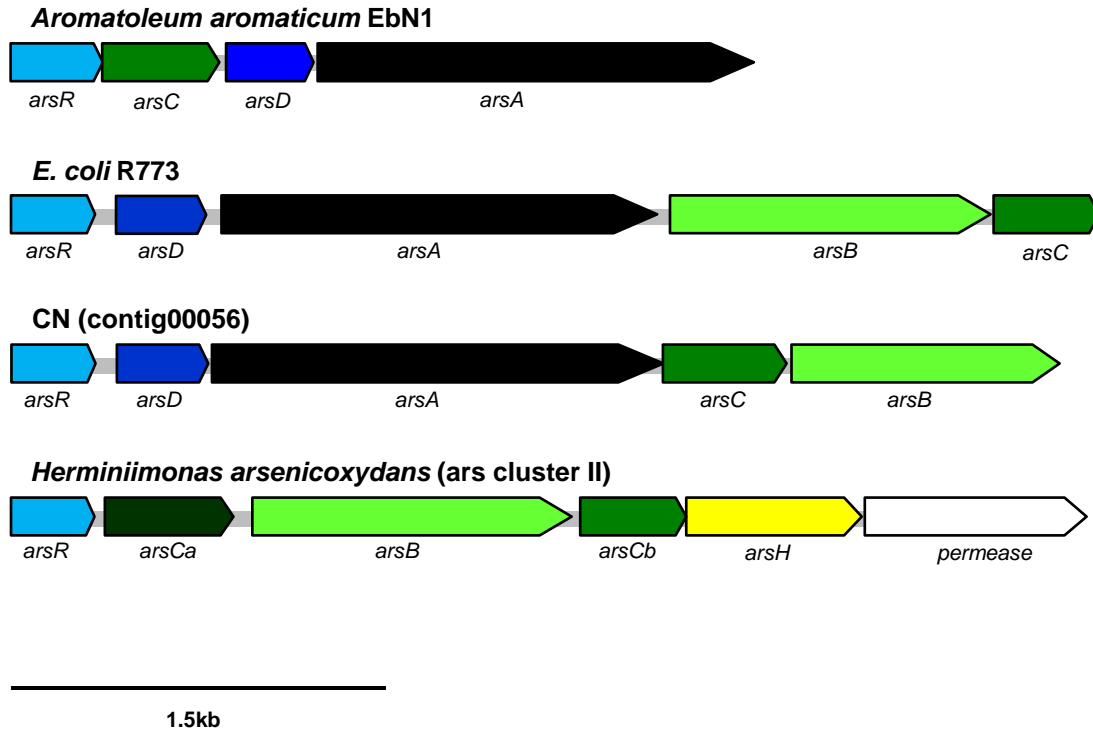 Aromatoleum aromaticum EbN1
arsR arsC arsD arsA
E. coli R773
arsR arsD arsA arsB arsC
CN (contig00056)
arsR arsD arsA arsC arsB
Herminiimonas arsenicoxydans (ars cluster II)
arsR arsCa arsB arsCb arsH permease
1.5kb